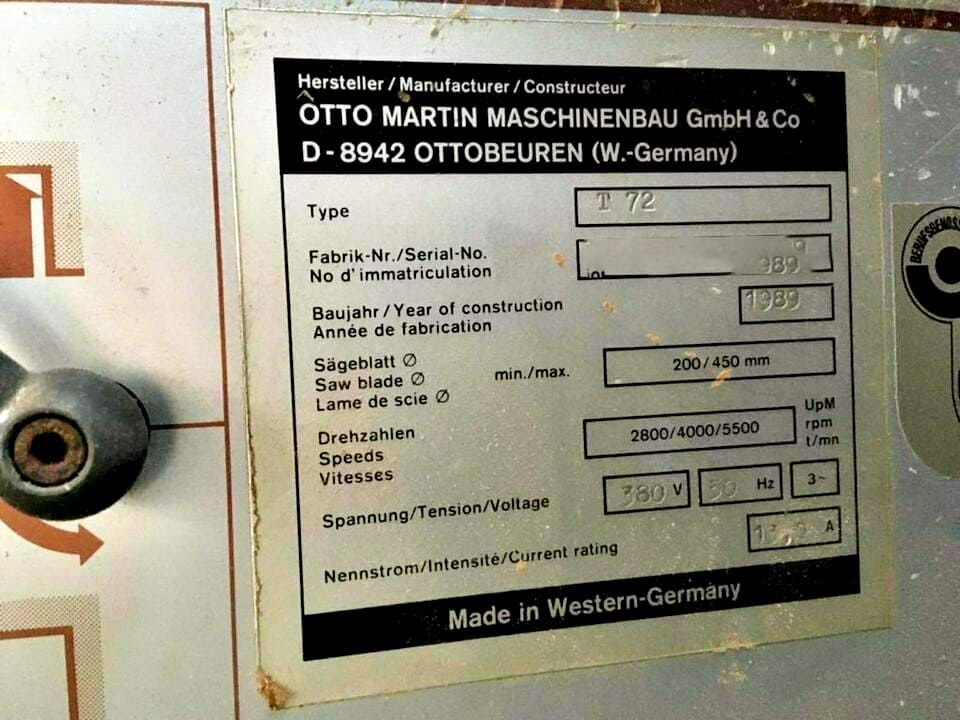 Hersteller / Manufacturer / Constructeur
OTTO MARTIN MASCHINENBAU GmbH & Co
D - 8942 OTTOBEUREN (W.-Germany)
Type T 72
Fabrik-Nr./Serial-No.
No d'immatriculation 989
Baujahr / Year of construction 1989
Année de fabrication
Sägeblatt ∅
Saw blade ∅ min./max. 200/450 mm
Lame de scie ∅
Drehzahlen UpM
Speeds 2800/4000/5500 rpm
Vitesses t/mn
Spannung/Tension/Voltage 380 V 50 Hz 3~
Nennstrom/Intensité/Current rating A
Made in Western-Germany